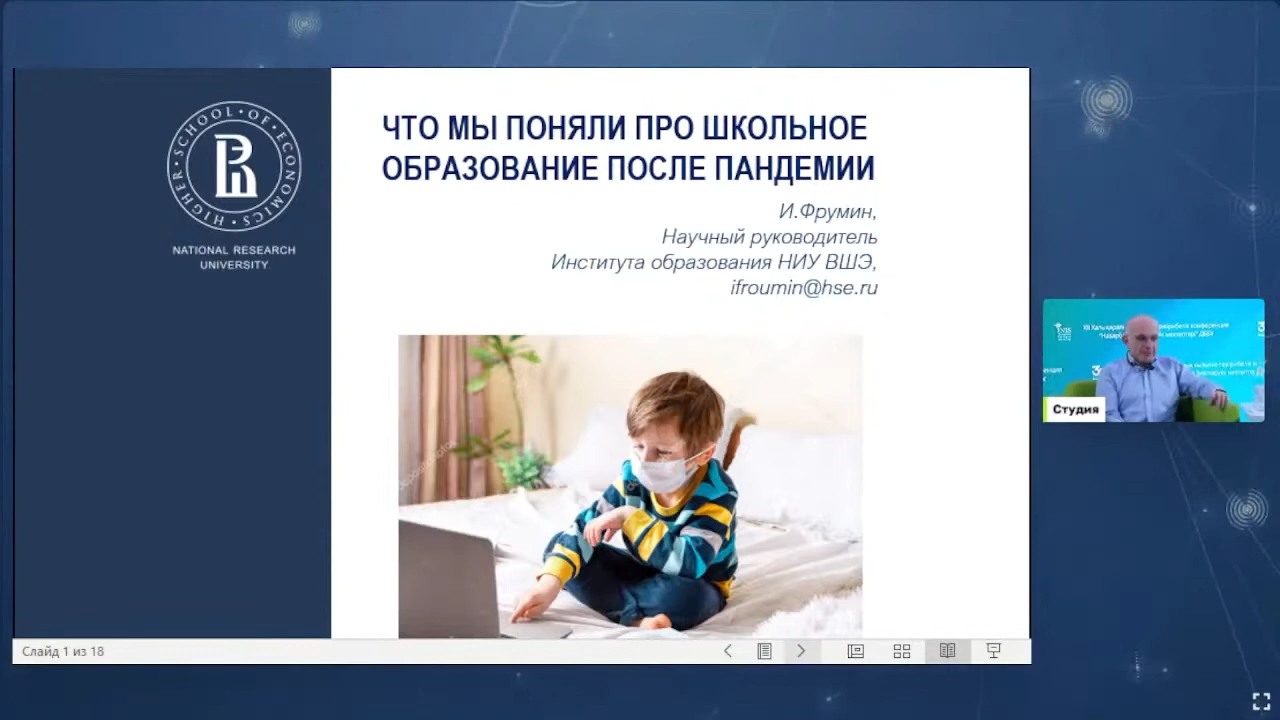 HIGHER · SCHOOL · OF · ECONOMICS
NATIONAL RESEARCH
UNIVERSITY
ЧТО МЫ ПОНЯЛИ ПРО ШКОЛЬНОЕ
ОБРАЗОВАНИЕ ПОСЛЕ ПАНДЕМИИ
И.Фрумин,
Научный руководитель
Института образования НИУ ВШЭ,
ifroumin@hse.ru
depositphotos
Студия
Слайд 1 из 18